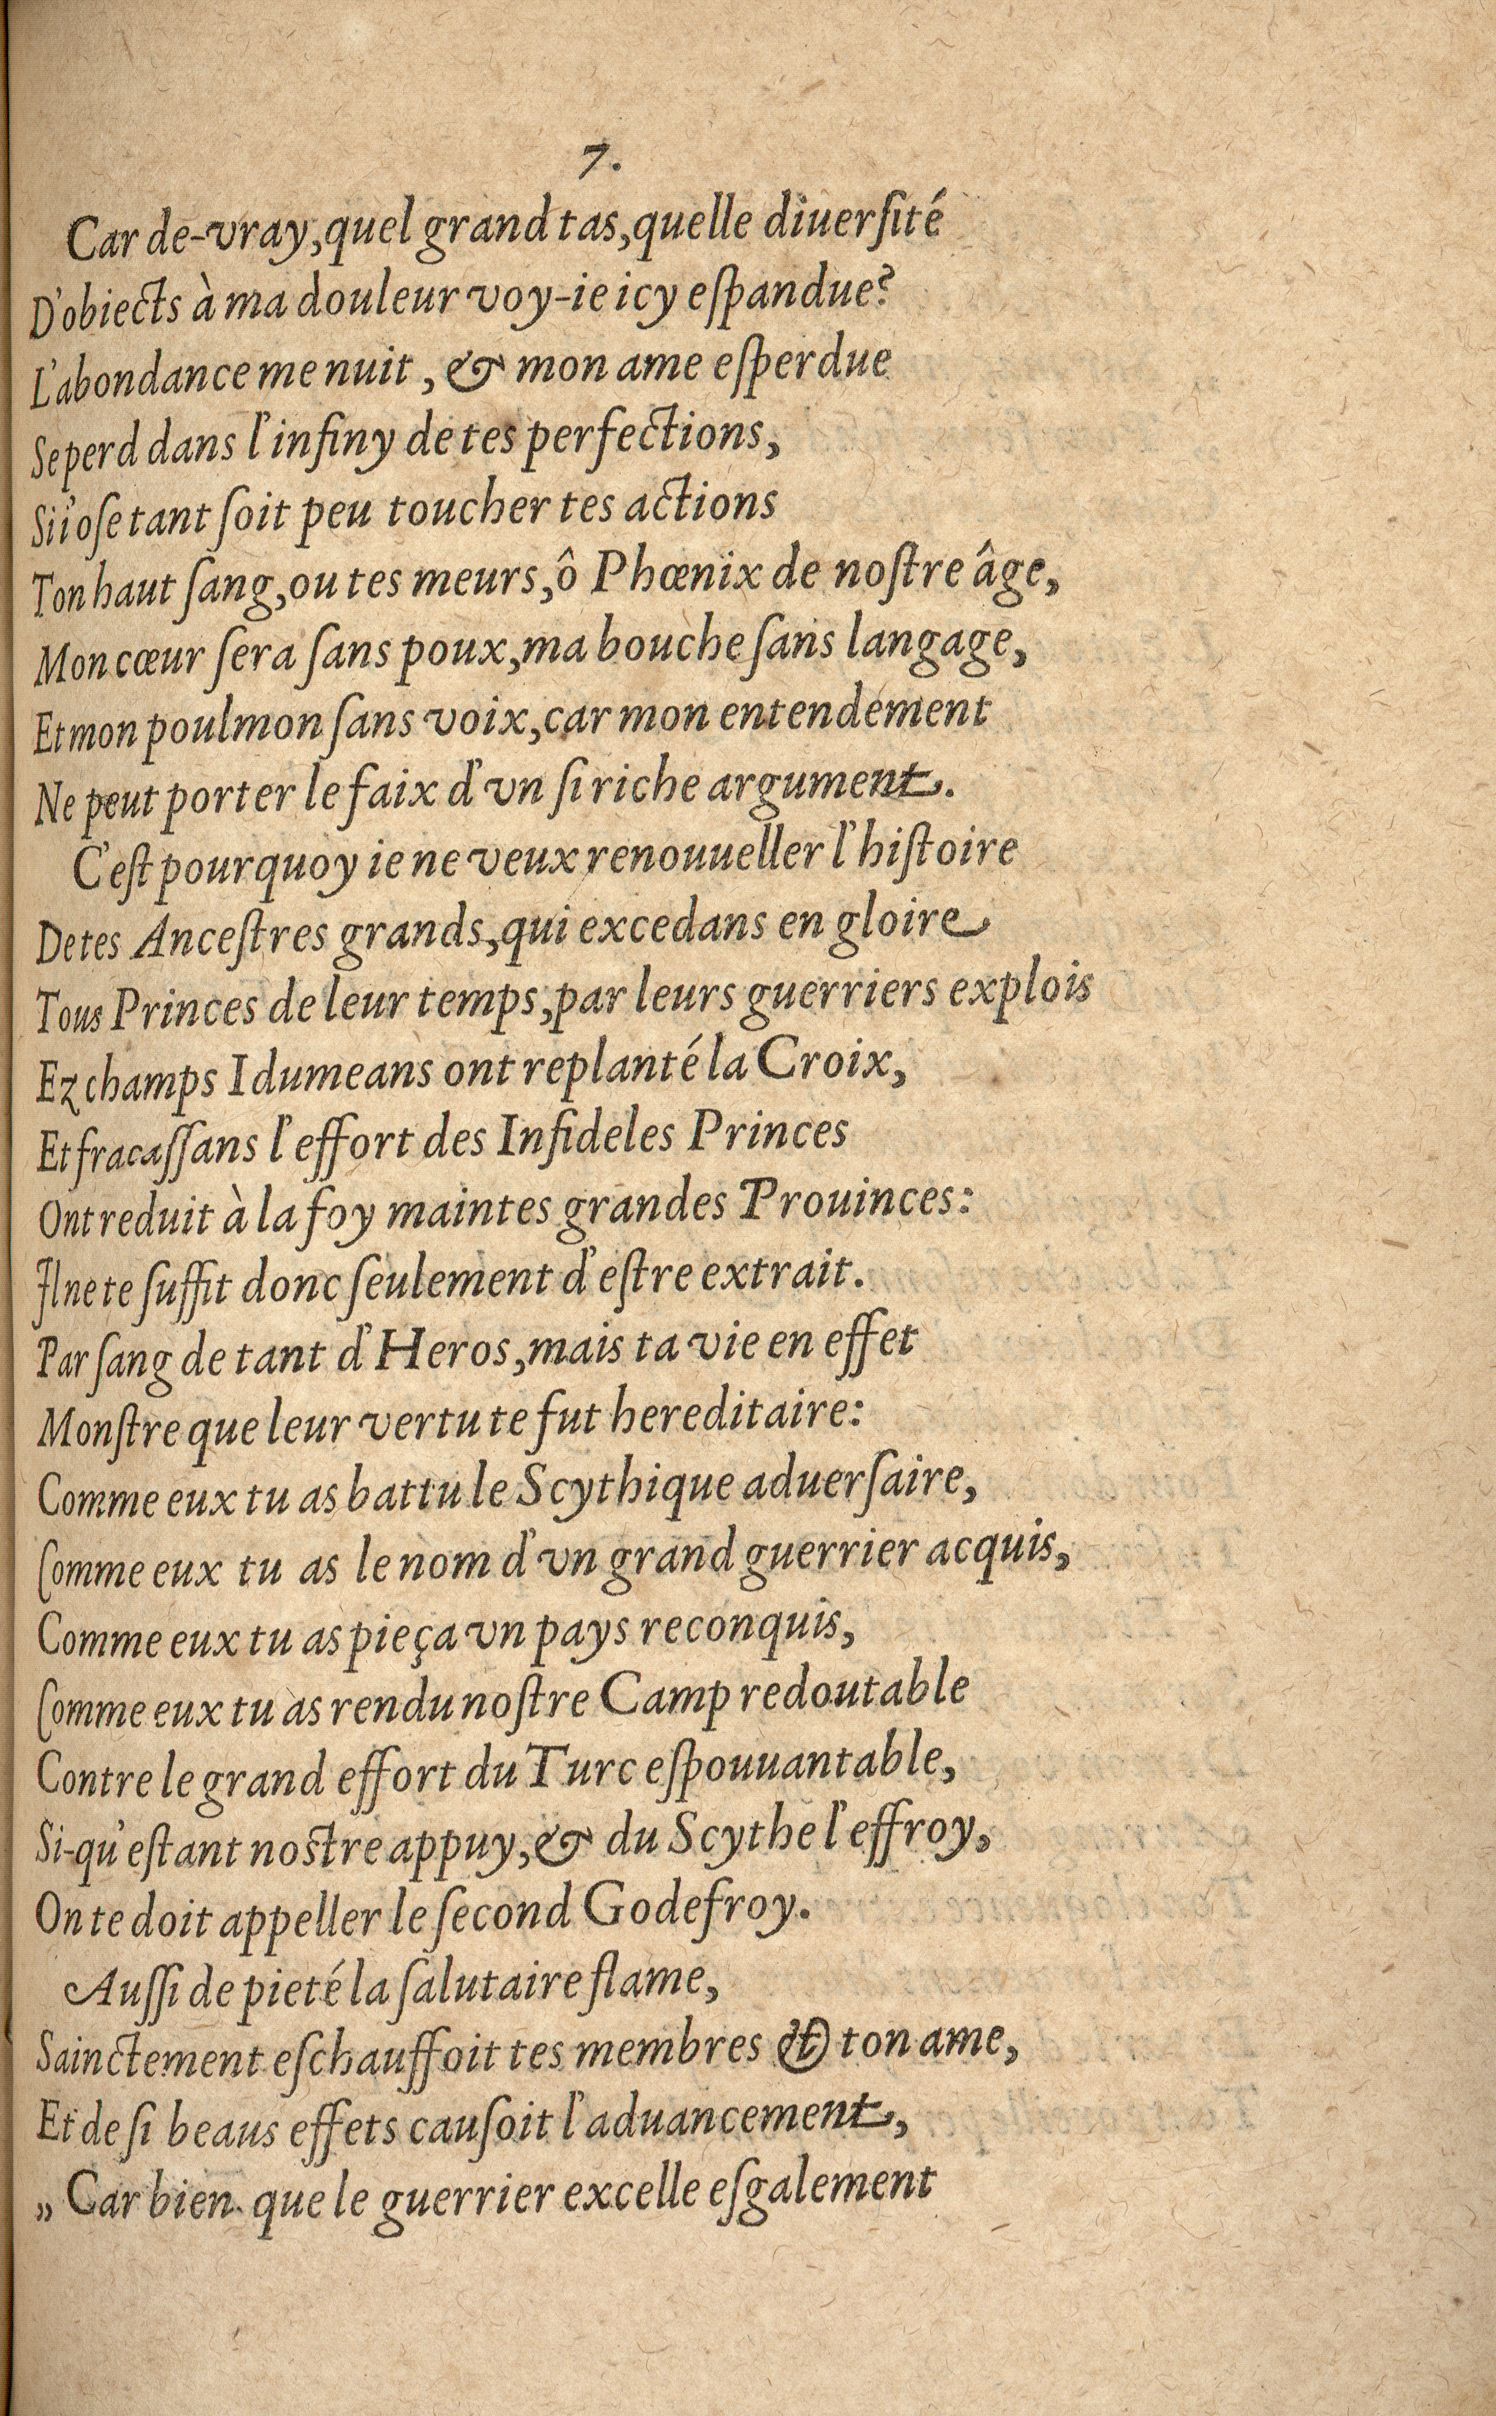 7.
Car de-vray, quel grand tas, quelle diuerſité
D'obiects à ma douleur voy-ie icy eſpandue?
L'abondance me nuit, & mon ame eſperdue
Se perd dans l'infiny de tes perfections,
Si i'oſe tant ſoit peu toucher tes actions
Ton haut ſang, ou tes meurs, ô Phœnix de noſtre âge,
Mon cœur ſera ſans poux, ma bouche ſans langage,
Et mon poulmon ſans voix, car mon entendement
Ne peut porter le faix d'vn ſi riche argument.
C'eſt pourquoy ie ne veux renouueller l'hiſtoire
De tes Anceſtres grands, qui excedans en gloire
Tous Princes de leur temps, par leurs guerriers explois
Ez champs Idumeans ont replanté la Croix,
Et fracaſſans l'effort des Infideles Princes
Ont reduit à la foy maintes grandes Prouinces:
Il ne te ſuffit donc ſeulement d'eſtre extrait.
Par ſang de tant d'Heros, mais ta vie en effet
Monſtre que leur vertu te fut hereditaire:
Comme eux tu as battu le Scythique aduerſaire,
Comme eux tu as le nom d'vn grand guerrier acquis,
Comme eux tu as pieça vn pays reconquis,
Comme eux tu as rendu noſtre Camp redoutable
Contre le grand effort du Turc eſpouuantable,
Si-qu'eſtant noſtre appuy, & du Scythe l'effroy,
On te doit appeller le ſecond Godefroy.
Auſſi de pieté la ſalutaire flame,
Sainctement eſchauffoit tes membres & ton ame,
Et de ſi beaus effets cauſoit l'aduancement,
„ Car bien que le guerrier excelle eſgalement